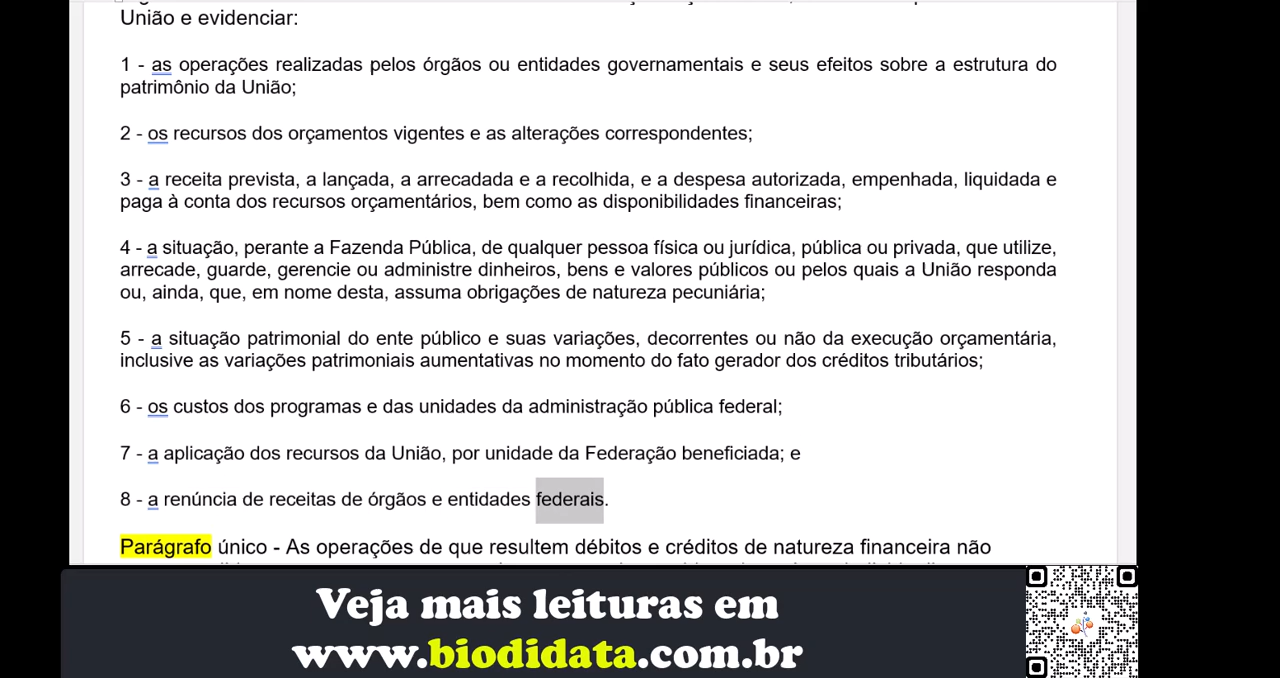 União e evidenciar:
1 - as operações realizadas pelos órgãos ou entidades governamentais e seus efeitos sobre a estrutura do
patrimônio da União;
2 - os recursos dos orçamentos vigentes e as alterações correspondentes;
3 - a receita prevista, a lançada, a arrecadada e a recolhida, e a despesa autorizada, empenhada, liquidada e
paga à conta dos recursos orçamentários, bem como as disponibilidades financeiras;
4 - a situação, perante a Fazenda Pública, de qualquer pessoa física ou jurídica, pública ou privada, que utilize,
arrecade, guarde, gerencie ou administre dinheiros, bens e valores públicos ou pelos quais a União responda
ou, ainda, que, em nome desta, assuma obrigações de natureza pecuniária;
5 - a situação patrimonial do ente público e suas variações, decorrentes ou não da execução orçamentária,
inclusive as variações patrimoniais aumentativas no momento do fato gerador dos créditos tributários;
6 - os custos dos programas e das unidades da administração pública federal;
7 - a aplicação dos recursos da União, por unidade da Federação beneficiada; e
8 - a renúncia de receitas de órgãos e entidades federais.
Parágrafo único - As operações de que resultem débitos e créditos de natureza financeira não
Veja mais leituras em
www.biodidata.com.br